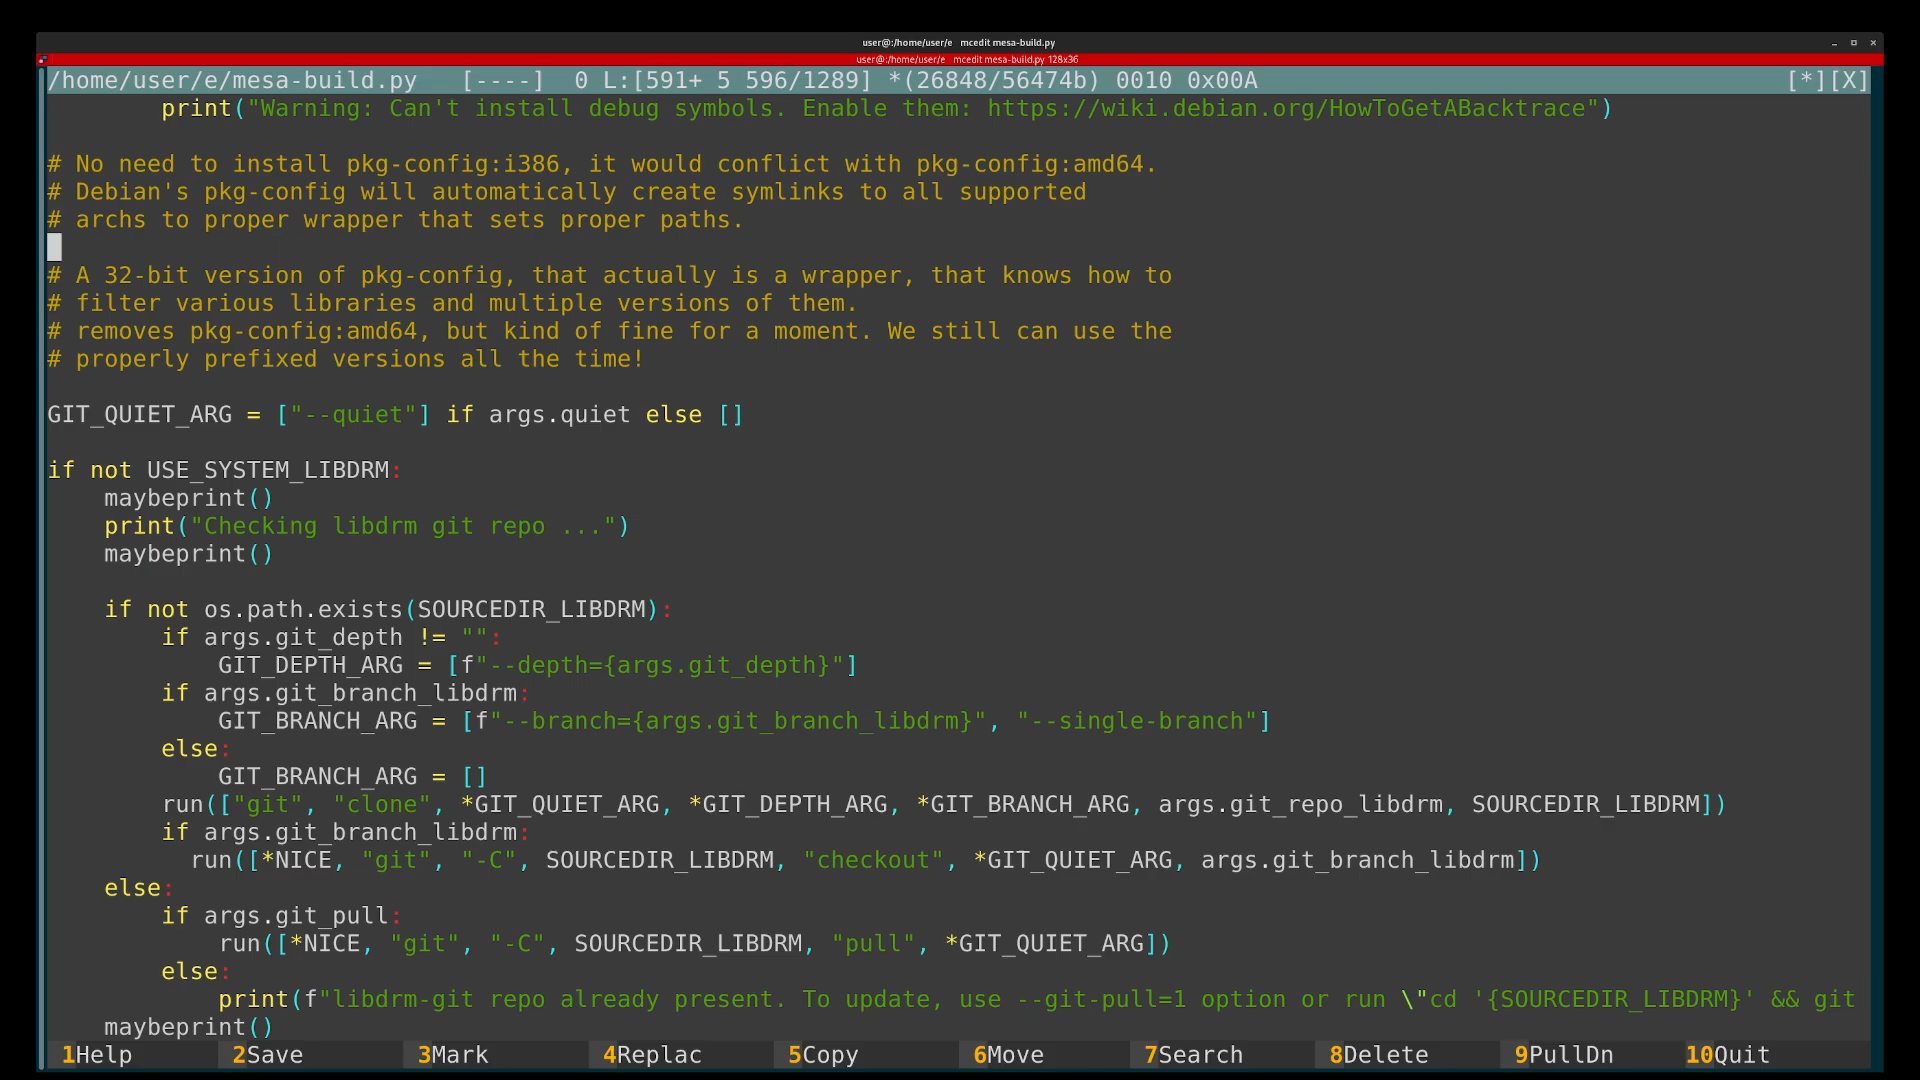 user@:/home/user/e   mcedit mesa-build.py
user@:/home/user/e   mcedit mesa-build.py 128x36
/home/user/e/mesa-build.py   [----]  0 L:[591+ 5 596/1289] *(26848/56474b) 0010 0x00A                                     [*][X]
        print("Warning: Can't install debug symbols. Enable them: https://wiki.debian.org/HowToGetABacktrace")

# No need to install pkg-config:i386, it would conflict with pkg-config:amd64.
# Debian's pkg-config will automatically create symlinks to all supported
# archs to proper wrapper that sets proper paths.

# A 32-bit version of pkg-config, that actually is a wrapper, that knows how to
# filter various libraries and multiple versions of them.
# removes pkg-config:amd64, but kind of fine for a moment. We still can use the
# properly prefixed versions all the time!

GIT_QUIET_ARG = ["--quiet"] if args.quiet else []

if not USE_SYSTEM_LIBDRM:
    maybeprint()
    print("Checking libdrm git repo ...")
    maybeprint()

    if not os.path.exists(SOURCEDIR_LIBDRM):
        if args.git_depth != "":
            GIT_DEPTH_ARG = [f"--depth={args.git_depth}"]
        if args.git_branch_libdrm:
            GIT_BRANCH_ARG = [f"--branch={args.git_branch_libdrm}", "--single-branch"]
        else:
            GIT_BRANCH_ARG = []
        run(["git", "clone", *GIT_QUIET_ARG, *GIT_DEPTH_ARG, *GIT_BRANCH_ARG, args.git_repo_libdrm, SOURCEDIR_LIBDRM])
        if args.git_branch_libdrm:
          run([*NICE, "git", "-C", SOURCEDIR_LIBDRM, "checkout", *GIT_QUIET_ARG, args.git_branch_libdrm])
    else:
        if args.git_pull:
            run([*NICE, "git", "-C", SOURCEDIR_LIBDRM, "pull", *GIT_QUIET_ARG])
        else:
            print(f"libdrm-git repo already present. To update, use --git-pull=1 option or run \"cd '{SOURCEDIR_LIBDRM}' && git
    maybeprint()
1Help 2Save 3Mark 4Replac 5Copy 6Move 7Search 8Delete 9PullDn 10Quit